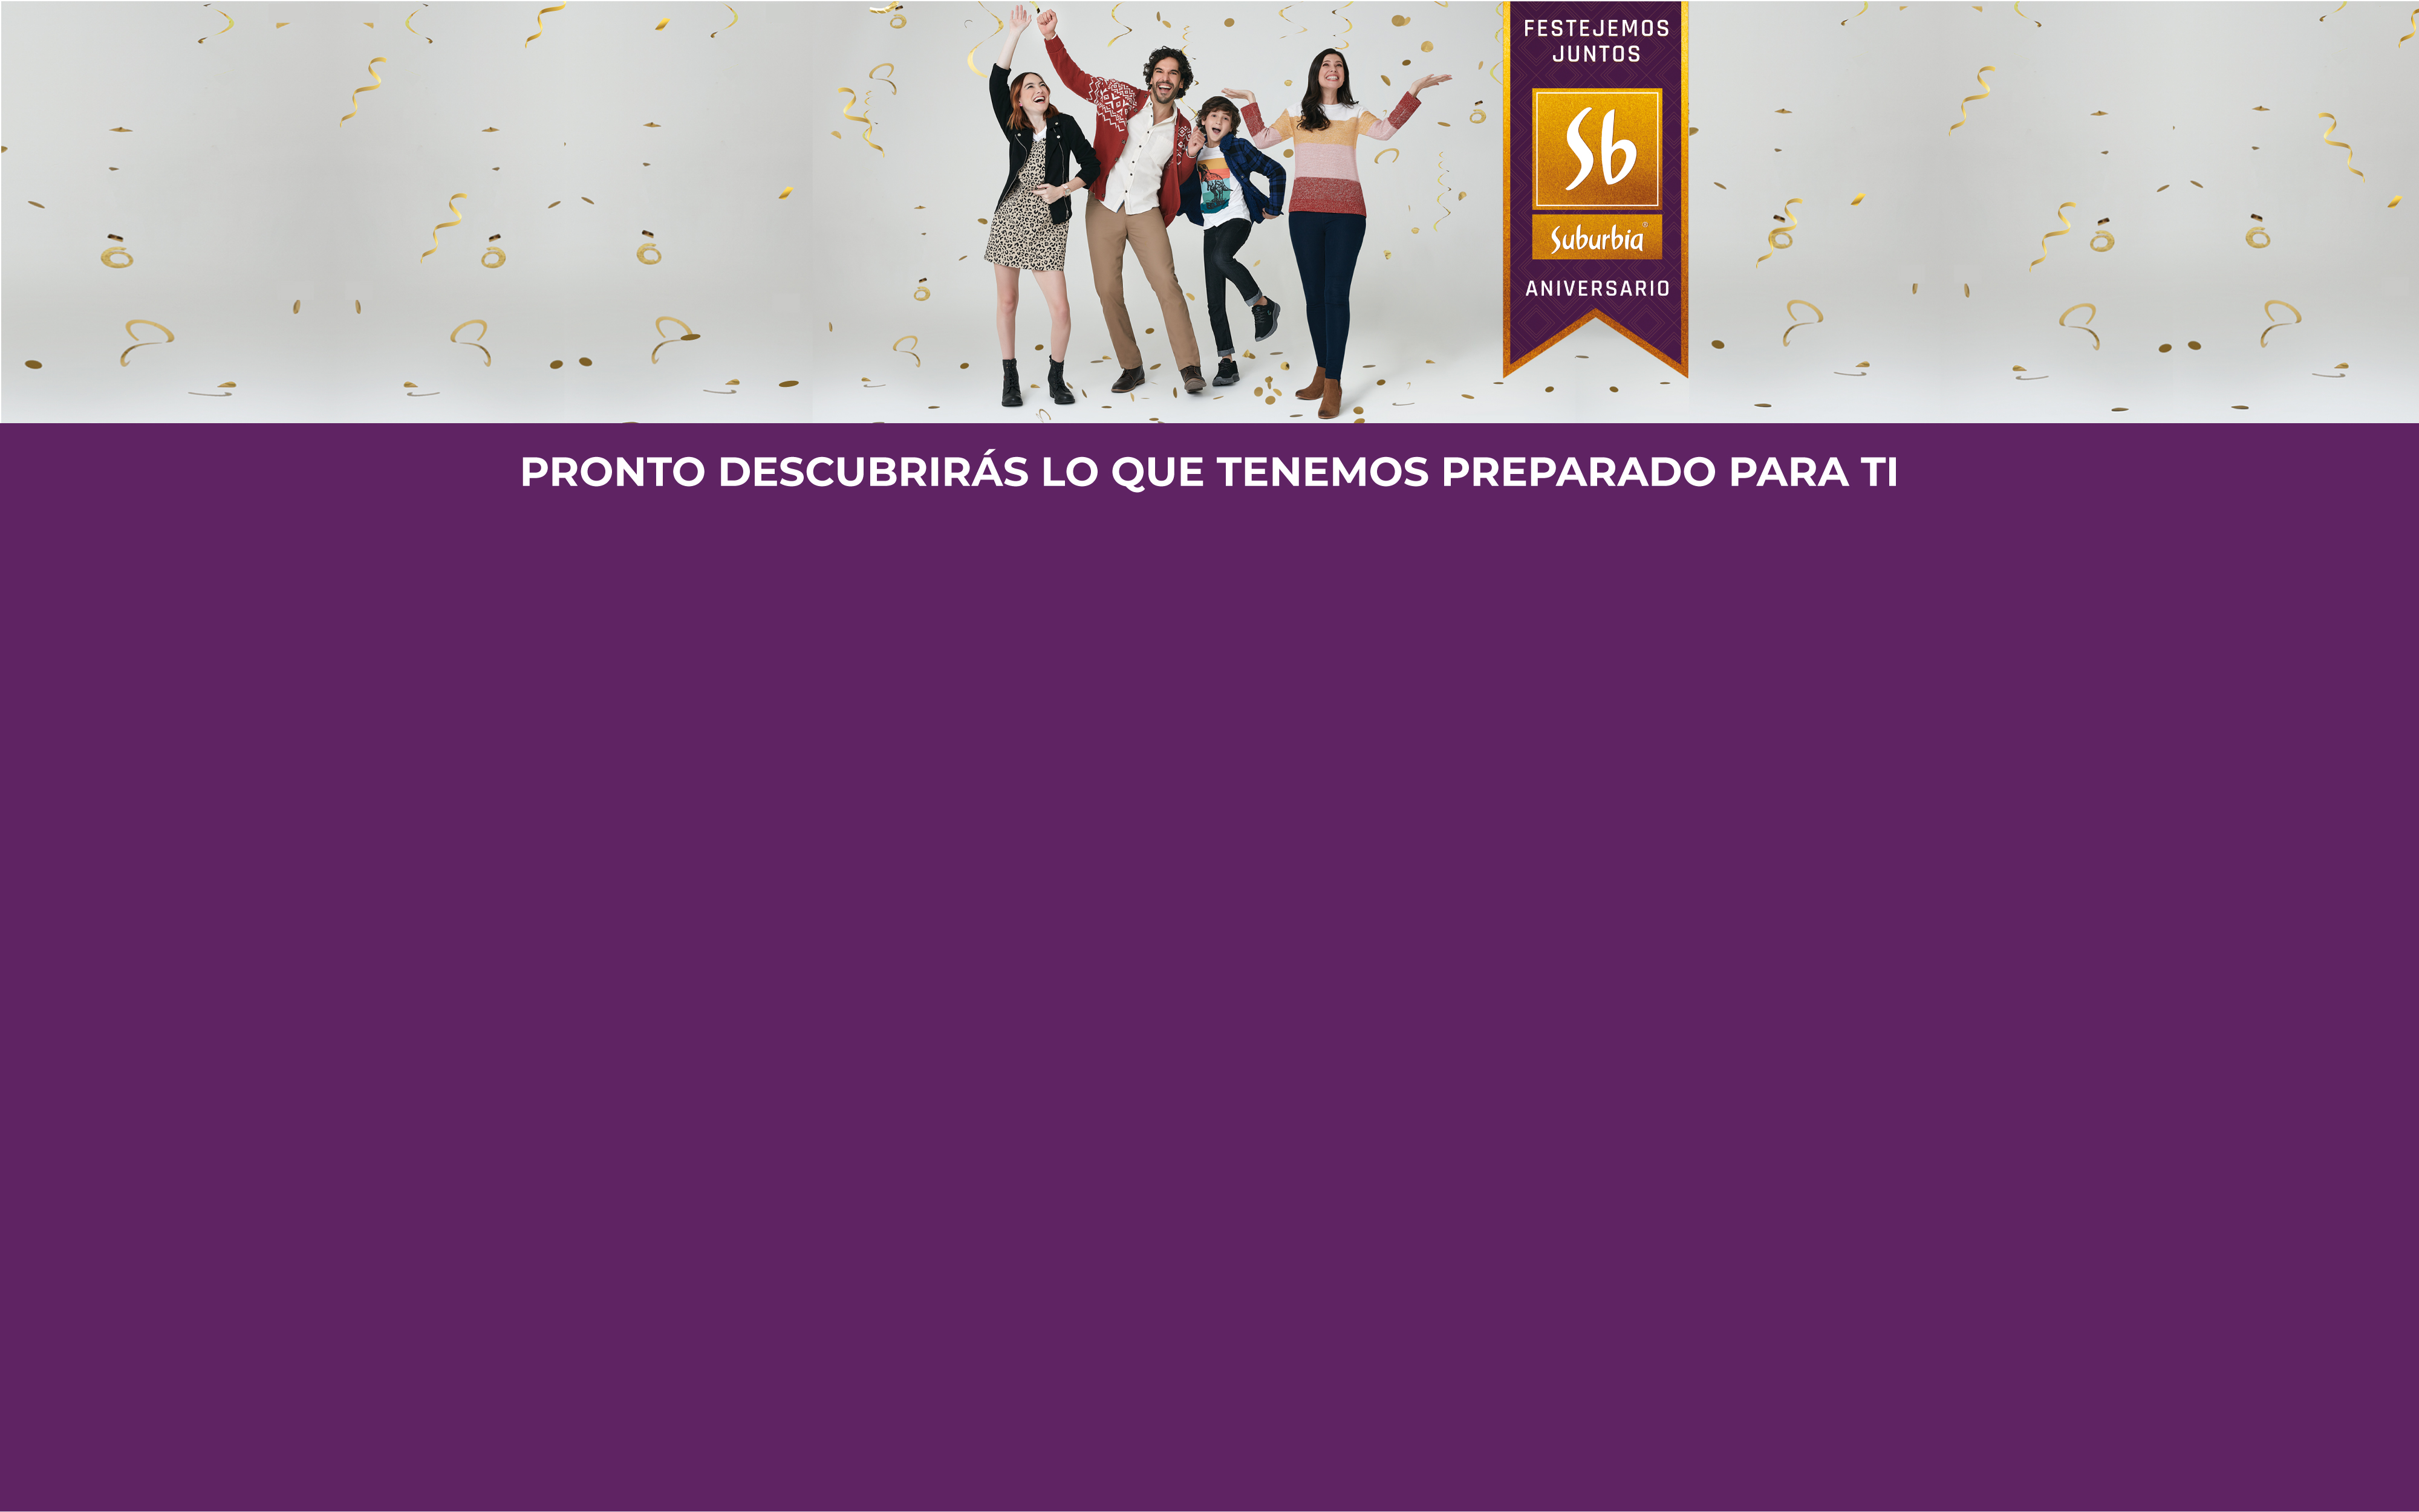 FESTEJEMOS
JUNTOS
Sb
Suburbia®
ANIVERSARIO
PRONTO DESCUBRIRÁS LO QUE TENEMOS PREPARADO PARA TI